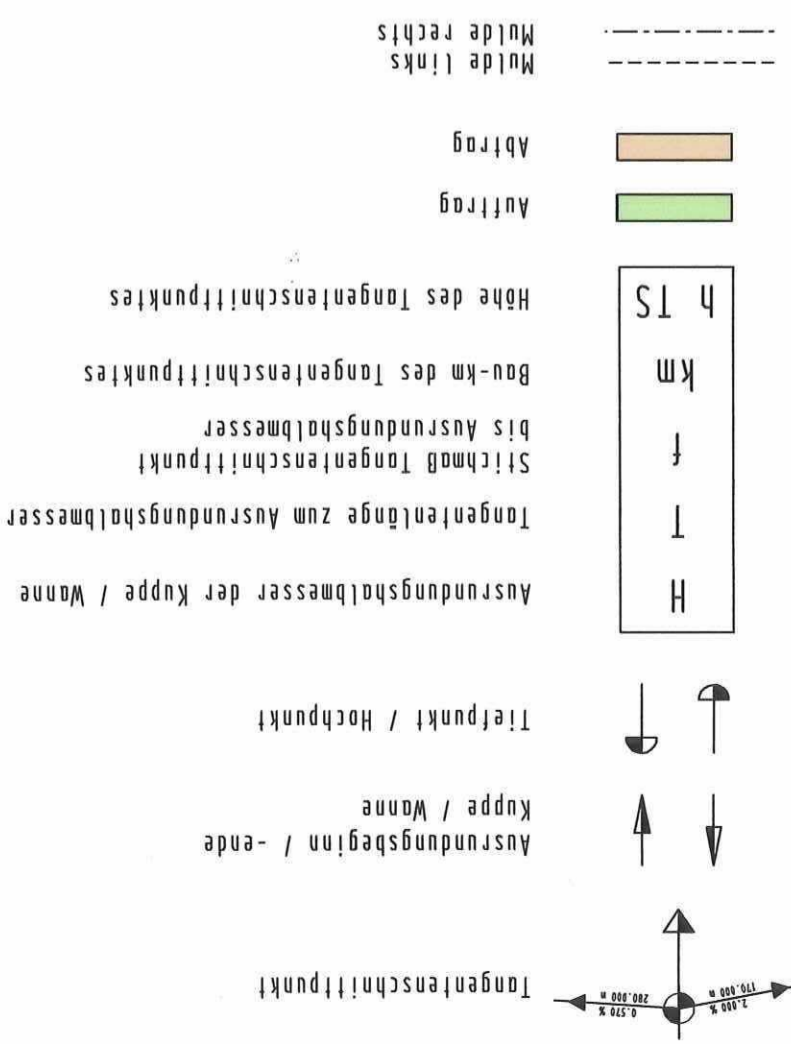 2.000 %
170.000 m
0.570 %
280.000 m
Tangentenschnittpunkt
Ausrundungsbeginn / -ende
Kuppe / Wanne
Tiefpunkt / Hochpunkt
H
Ausrundungshalbmesser der Kuppe / Wanne
T
Tangentenlänge zum Ausrundungshalbmesser
f
Stichmaß Tangentenschnittpunkt
bis Ausrundungshalbmesser
km
Bau-km des Tangentenschnittpunktes
h TS
Höhe des Tangentenschnittpunktes
Auftrag
Abtrag
Mulde links
Mulde rechts